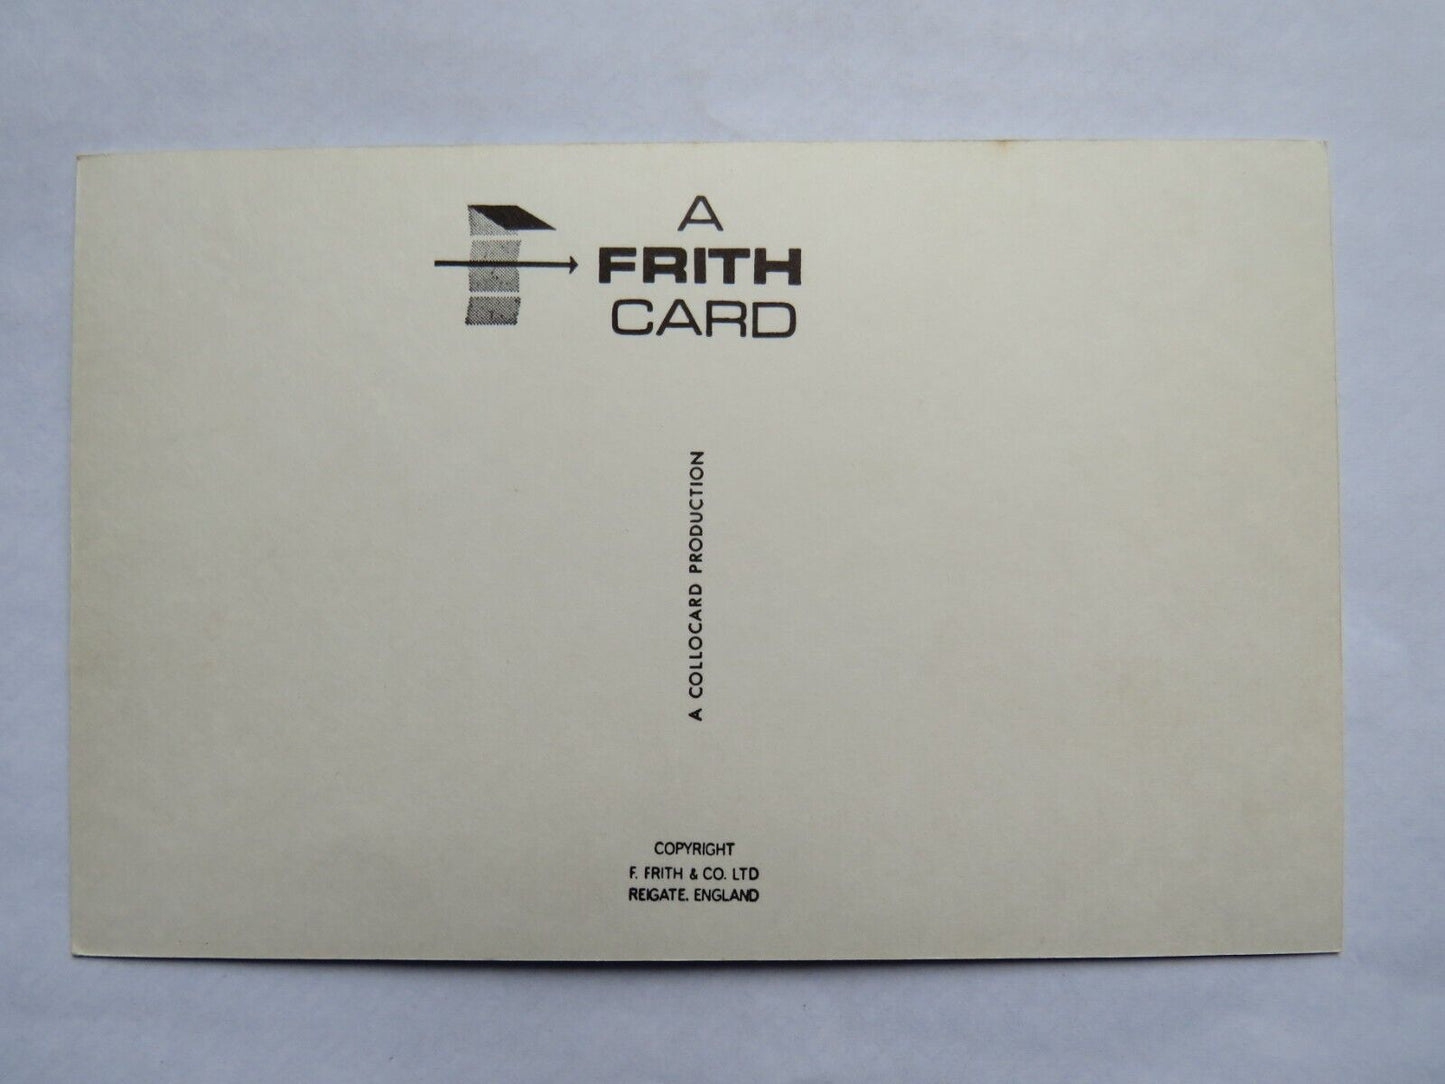 A
FRITH
CARD
A COLLOCARD PRODUCTION
COPYRIGHT
F. FRITH & CO. LTD
REIGATE. ENGLAND